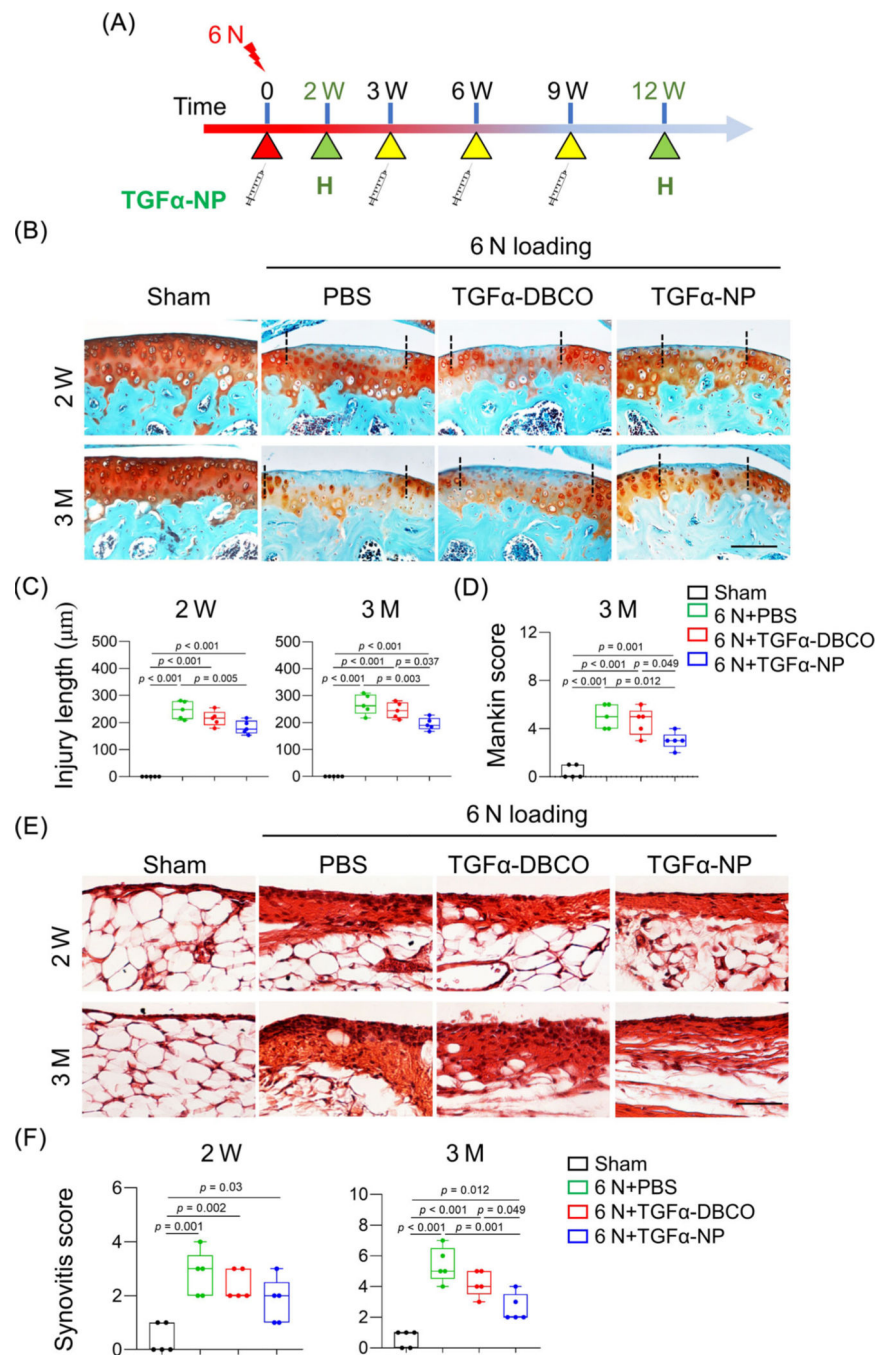 (A)
6 N
Time
0
2 W
3 W
6 W
9 W
12 W
TGFα-NP
H
H
(B)
6 N loading
Sham
PBS
TGFα-DBCO
TGFα-NP
2 W
3 M
(C)
2 W
3 M
(D)
3 M
Sham
6 N+PBS
6 N+TGFα-DBCO
6 N+TGFα-NP
Injury length (μm)
500
400
300
200
100
0
p < 0.001
p < 0.001
p < 0.001
p = 0.005
500
400
300
200
100
0
p < 0.001
p < 0.001
p = 0.037
p < 0.001
p = 0.003
Mankin score
12
8
4
0
p = 0.001
p < 0.001
p = 0.049
p < 0.001
p = 0.012
(E)
6 N loading
Sham
PBS
TGFα-DBCO
TGFα-NP
2 W
3 M
(F)
2 W
3 M
Synovitis score
6
4
2
0
p = 0.03
p = 0.002
p = 0.001
10
8
6
4
2
0
p = 0.012
p < 0.001
p = 0.049
p < 0.001
p = 0.001
Sham
6 N+PBS
6 N+TGFα-DBCO
6 N+TGFα-NP